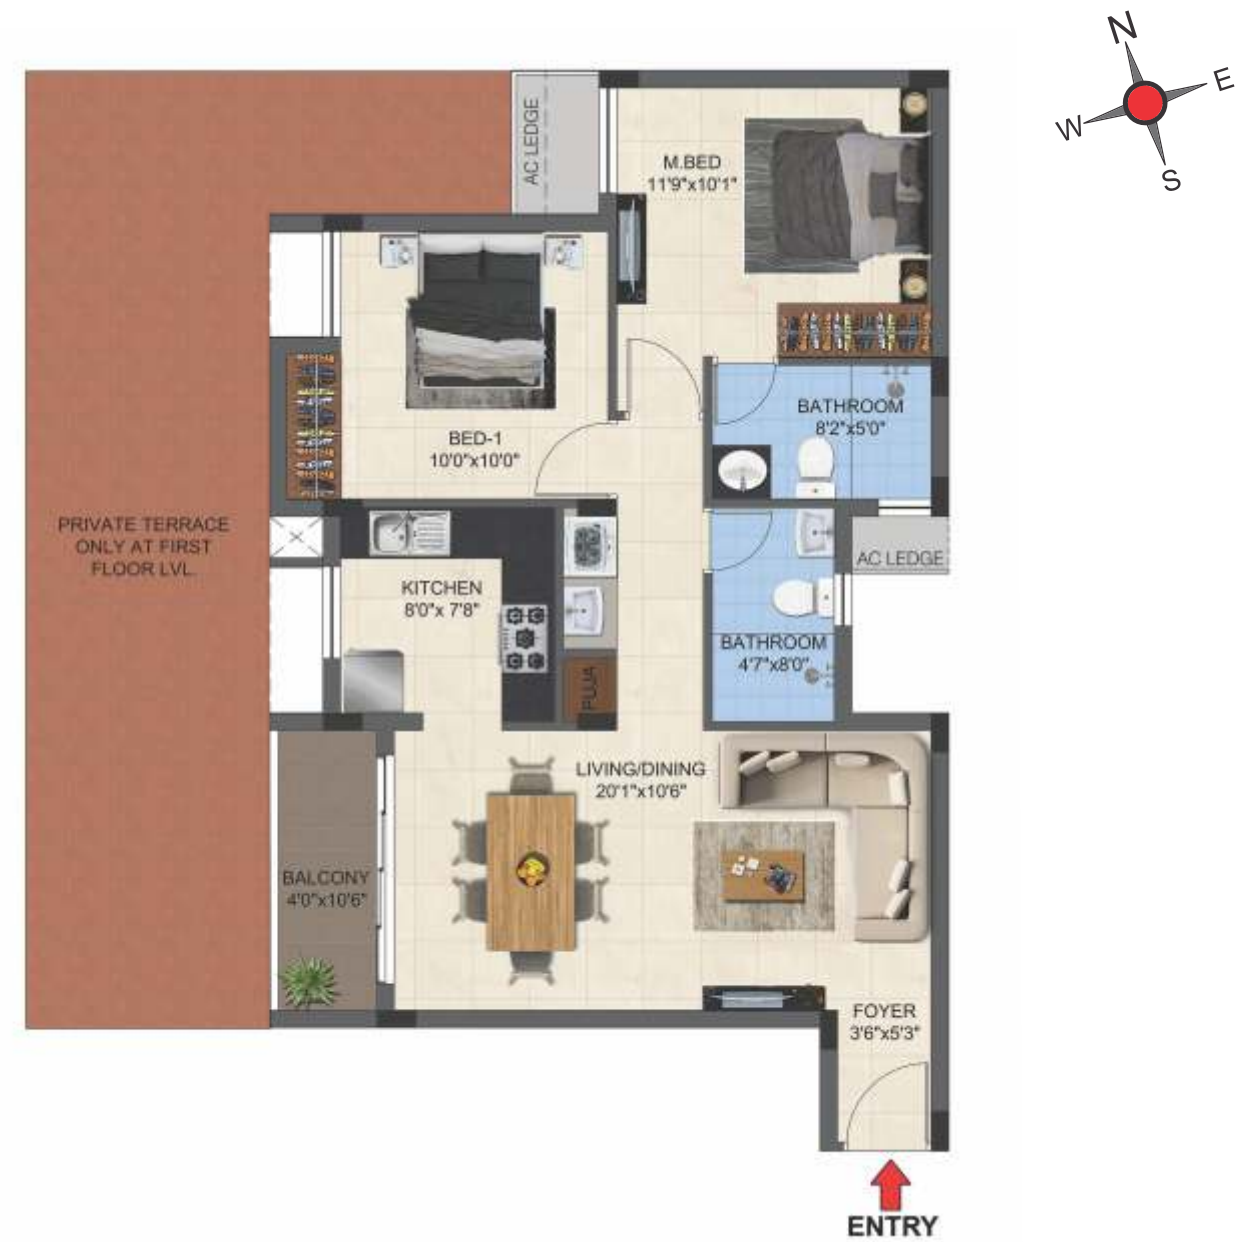 N
E
W
S
AC LEDGE
M.BED
11'9"x10'1"
BATHROOM
8'2"x5'0"
BED-1
10'0"x10'0"
PRIVATE TERRACE
ONLY AT FIRST
FLOOR LVL.
AC LEDGE
KITCHEN
8'0"x 7'8"
BATHROOM
4'7"x8'0"
PUJA
LIVING/DINING
20'1"x10'6"
BALCONY
4'0"x10'6"
FOYER
3'6"x5'3"
ENTRY